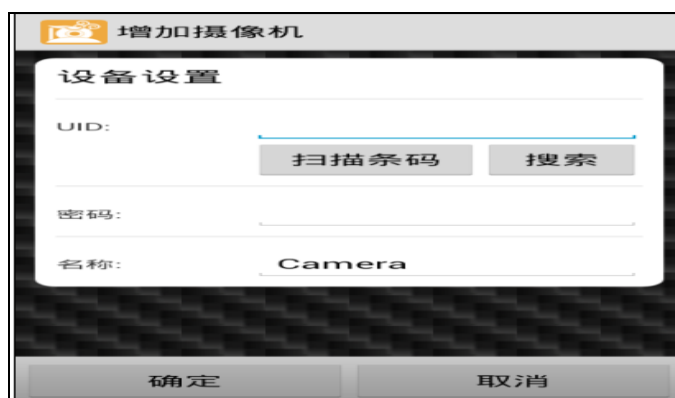 增加摄像机
设备设置
UID:
扫描条码 搜索
密码:
名称: Camera
确定 取消